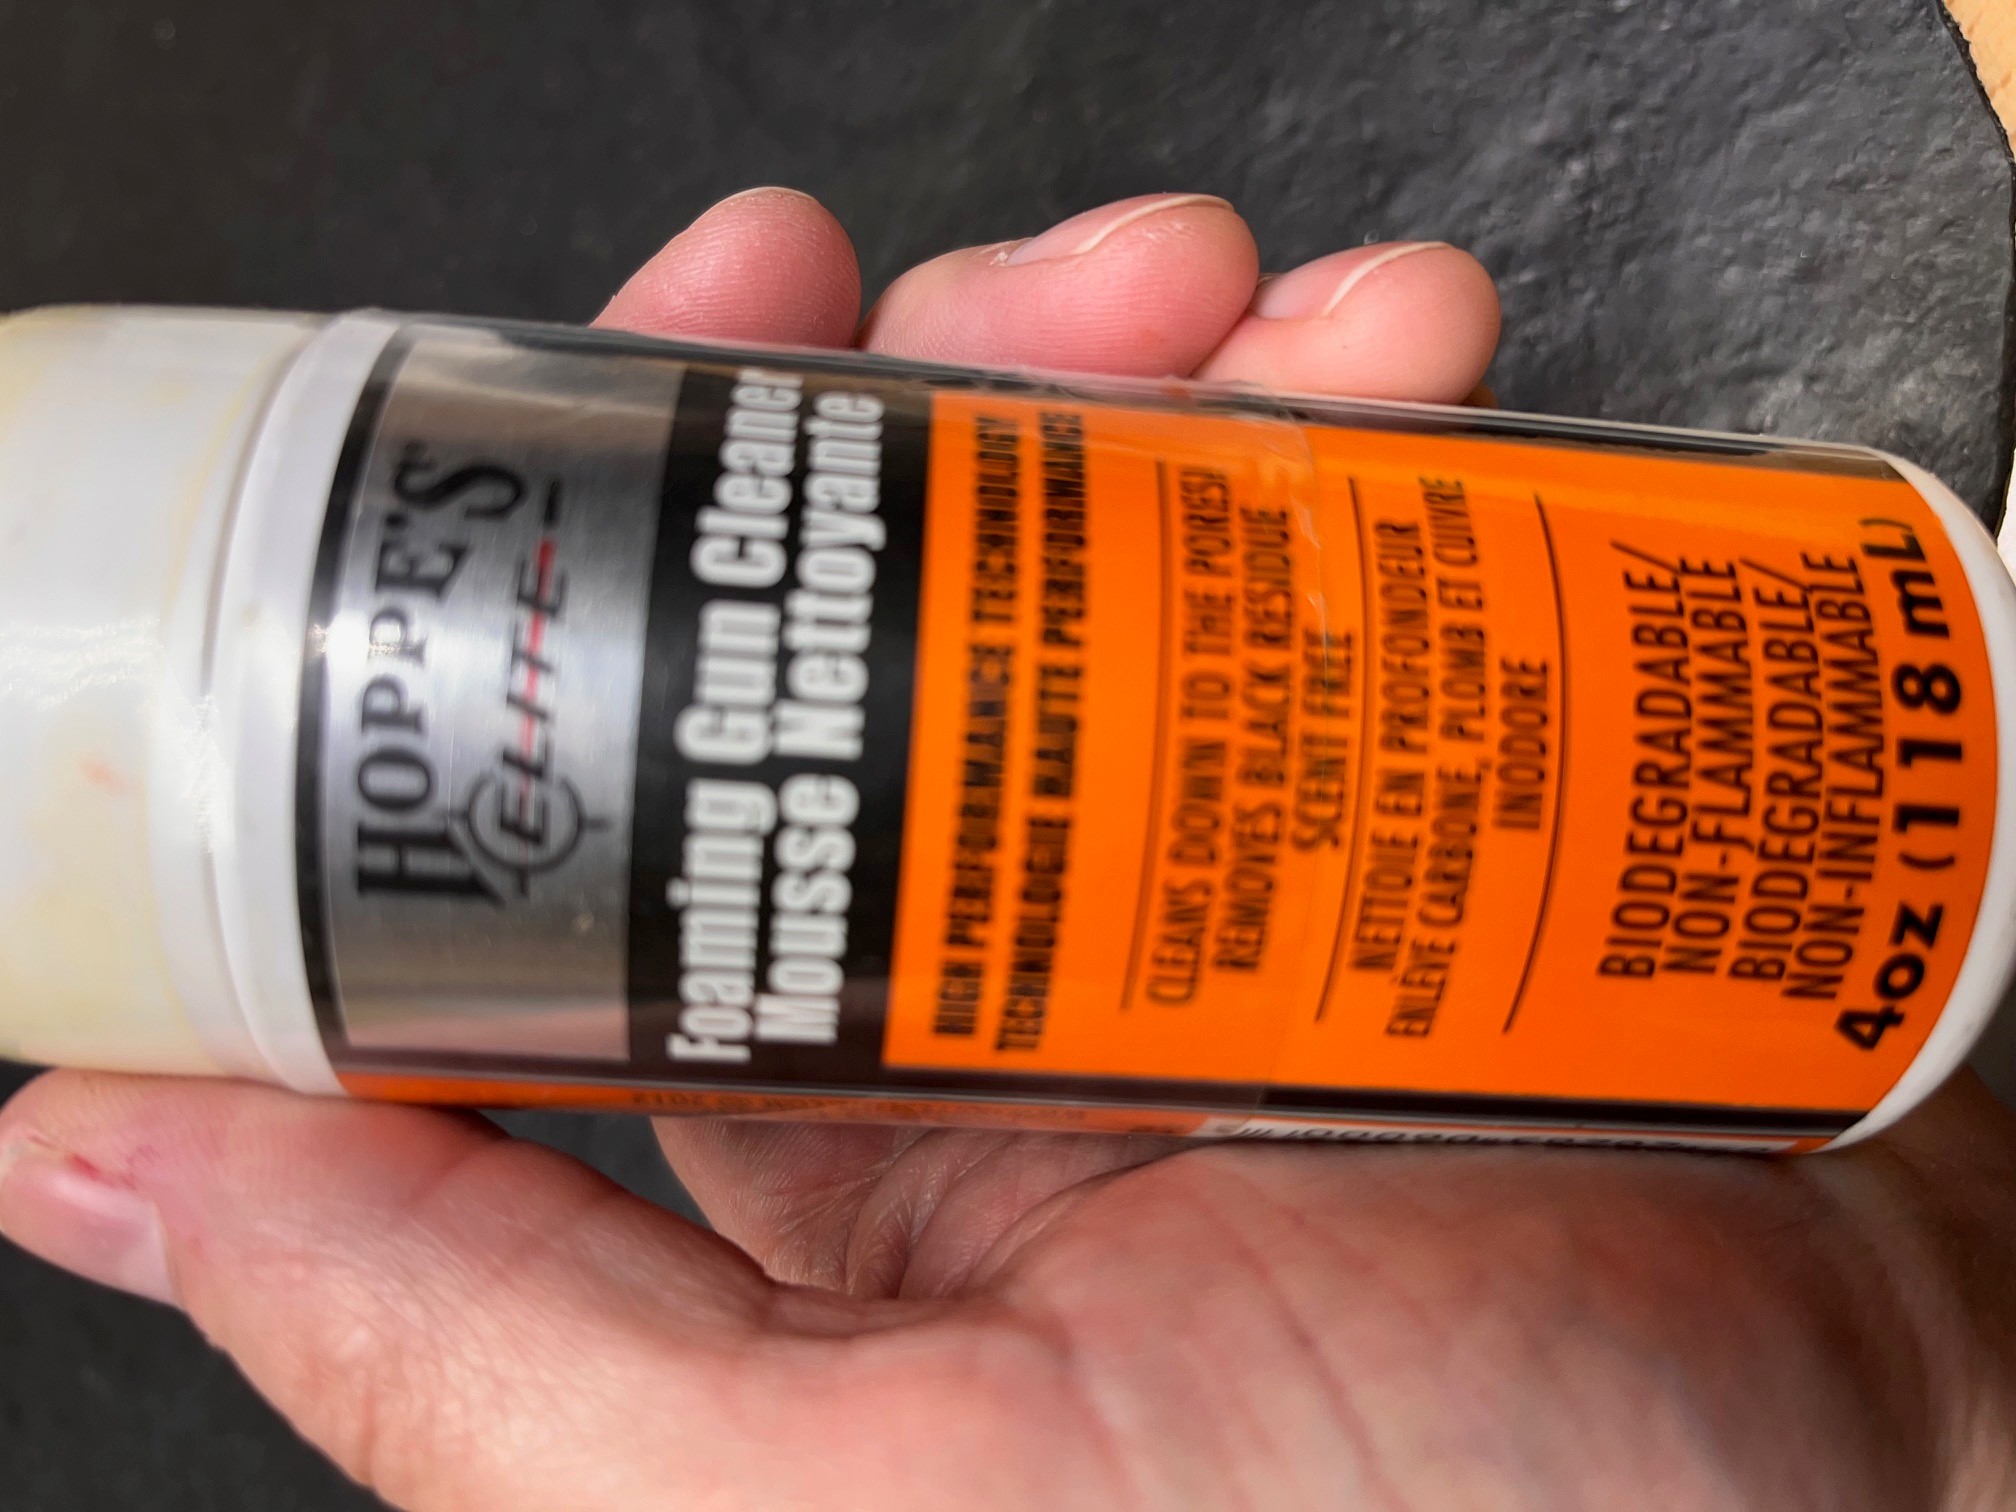 HOPPE'S
ELITE
Foaming Gun Cleaner
Mousse Nettoyante
HIGH PERFORMANCE TECHNOLOGY
TECHNOLOGIE HAUTE PERFORMANCE
CLEANS DOWN TO THE PORES!
REMOVES BLACK RESIDUE
SCENT FREE
NETTOIE EN PROFONDEUR
ENLÈVE CARBONE, PLOMB ET CUIVRE
INODORE
BIODEGRADABLE/
NON-FLAMMABLE
BIODEGRADABLE/
NON-INFLAMMABLE
4oz (118 mL)